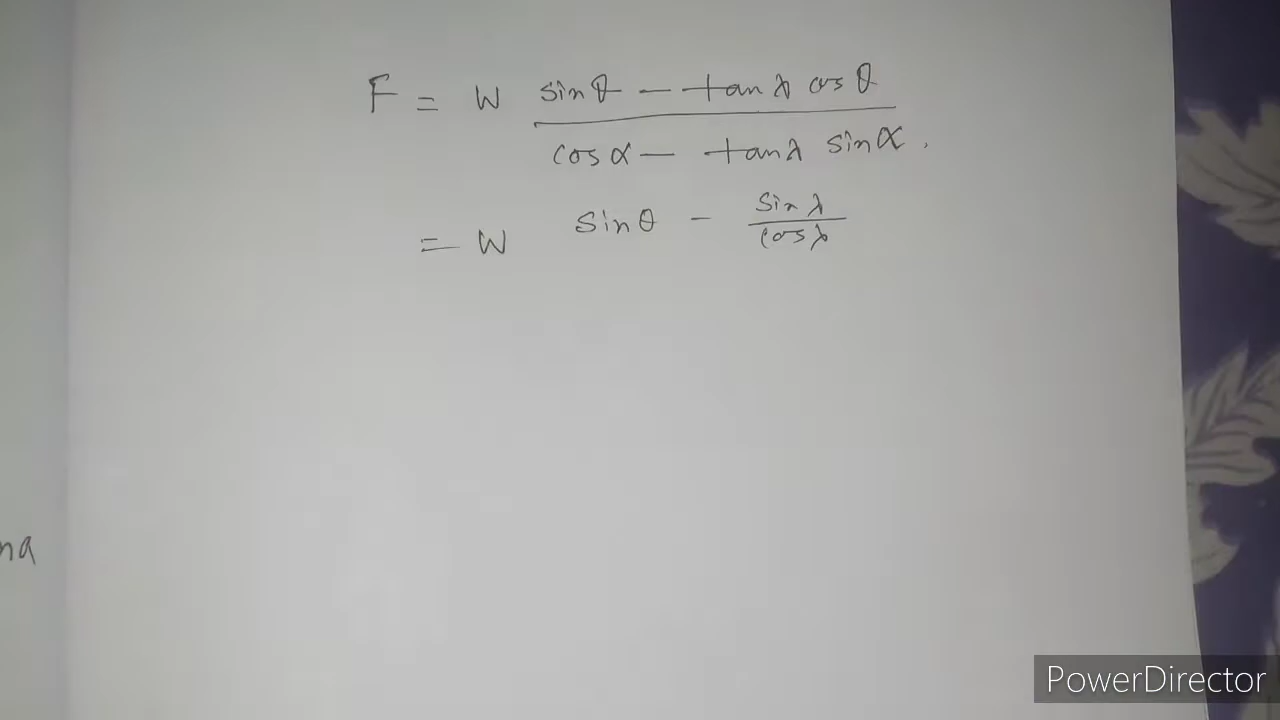 F = W sinθ - tanλ cosθ
cosα - tanλ sinα.
= W sinθ - sinλ
cosλ
na
PowerDirector